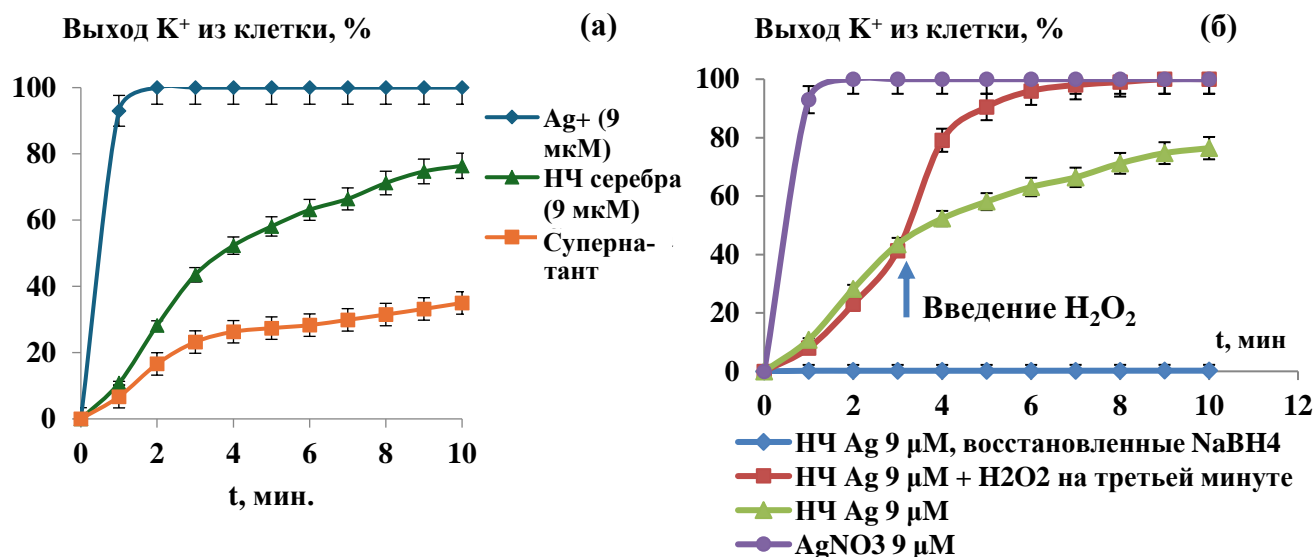 Выход K⁺ из клетки, %
(а)
100
80
60
40
20
0
0 2 4 6 8 10
t, мин.
Ag+ (9
мкМ)
НЧ серебра
(9 мкМ)
Суперна-
тант
Выход K⁺ из клетки, %
(б)
100
80
60
40
20
0
Введение H₂O₂
t, мин
0 2 4 6 8 10 12
НЧ Ag 9 µM, восстановленные NaBH4
НЧ Ag 9 µM + H2O2 на третьей минуте
НЧ Ag 9 µM
AgNO3 9 µM